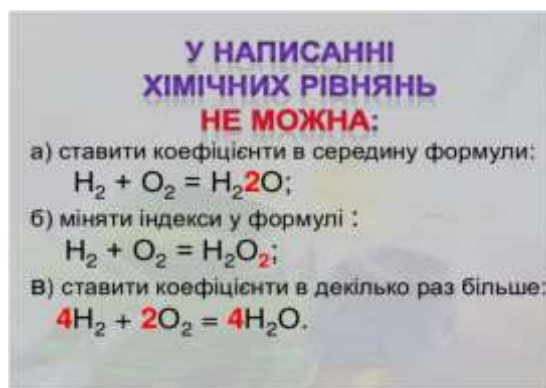 У НАПИСАННІ
ХІМІЧНИХ РІВНЯНЬ
НЕ МОЖНА:
а) ставити коефіцієнти в середину формули:
H₂ + O₂ = H₂2O;
б) міняти індекси у формулі :
H₂ + O₂ = H₂O₂;
в) ставити коефіцієнти в декілька раз більше:
4H₂ + 2O₂ = 4H₂O.